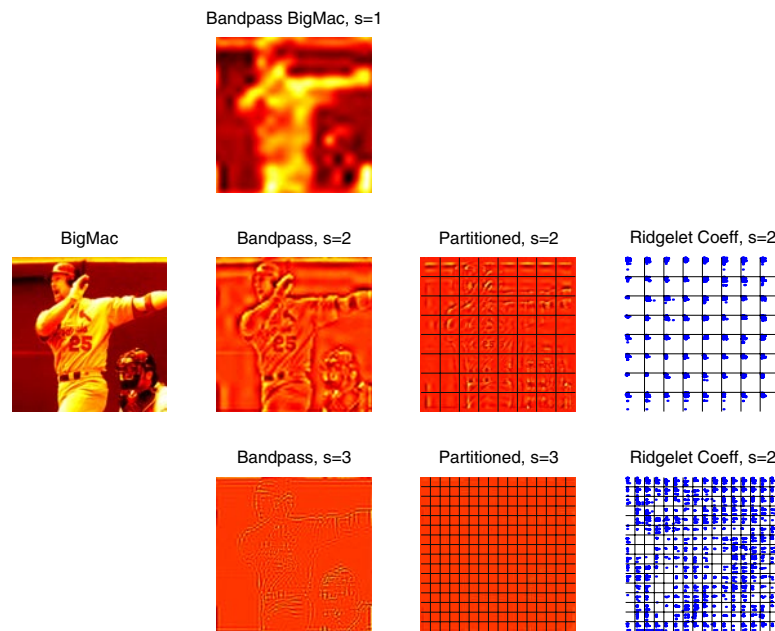 Bandpass BigMac, s=1
BigMac
Bandpass, s=2
Partitioned, s=2
Ridgelet Coeff, s=2
25
Bandpass, s=3
Partitioned, s=3
Ridgelet Coeff, s=2